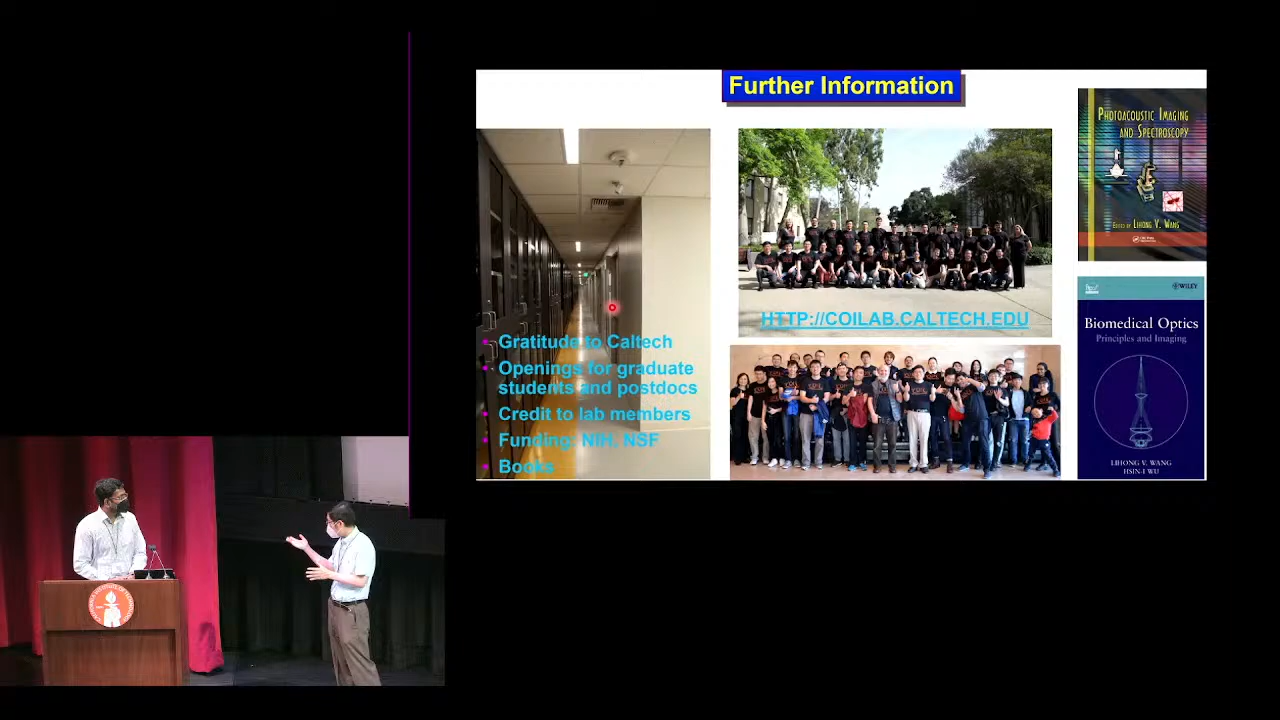 Further Information
Gratitude to Caltech
Openings for graduate
students and postdocs
Credit to lab members
Funding: NIH, NSF
Books
HTTP://COILAB.CALTECH.EDU
PHOTOACOUSTIC IMAGING
AND SPECTROSCOPY
EDITED BY LIHONG V. WANG
WILEY
Biomedical Optics
Principles and Imaging
LIHONG V. WANG
HSIN-I WU